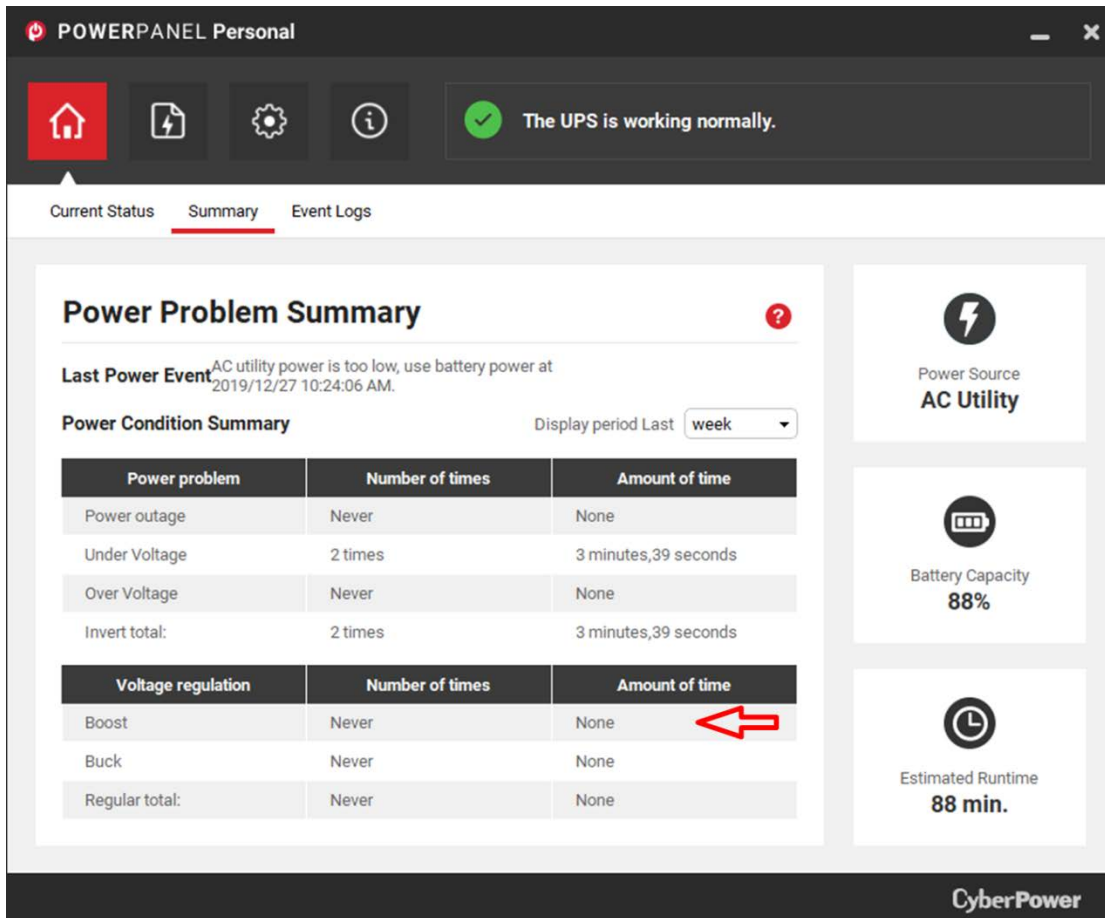 POWERPANEL Personal
The UPS is working normally.
Current Status Summary Event Logs
Power Problem Summary
?
Last Power Event AC utility power is too low, use battery power at
2019/12/27 10:24:06 AM.
Power Condition Summary Display period Last week
Power problem Number of times Amount of time
Power outage Never None
Under Voltage 2 times 3 minutes,39 seconds
Over Voltage Never None
Invert total: 2 times 3 minutes,39 seconds
Voltage regulation Number of times Amount of time
Boost Never None
Buck Never None
Regular total: Never None
Power Source
AC Utility
Battery Capacity
88%
Estimated Runtime
88 min.
CyberPower